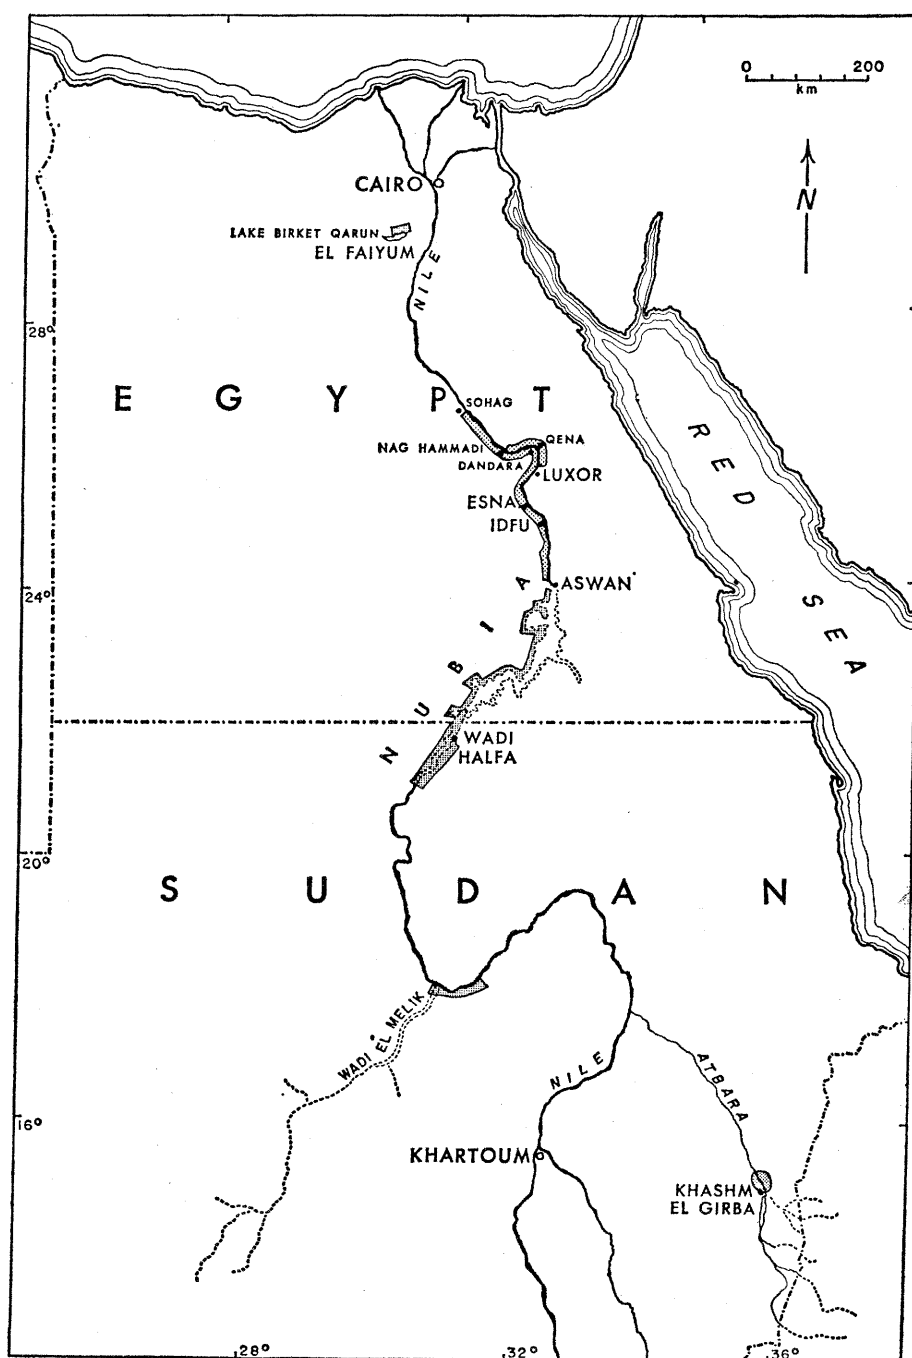 0 200
km
N
CAIRO
LAKE BIRKET QARUN
EL FAIYUM
NILE
28°
EGYPT
SOHAG
NAG HAMMADI
QENA
DANDARA
LUXOR
ESNA
IDFU
RED SEA
24°
ASWAN
NUBIA
WADI
HALFA
20°
SUDAN
WADI EL MELIK
NILE
ATBARA
16°
KHARTOUM
KHASHM
EL GIRBA
28°
32°
36°